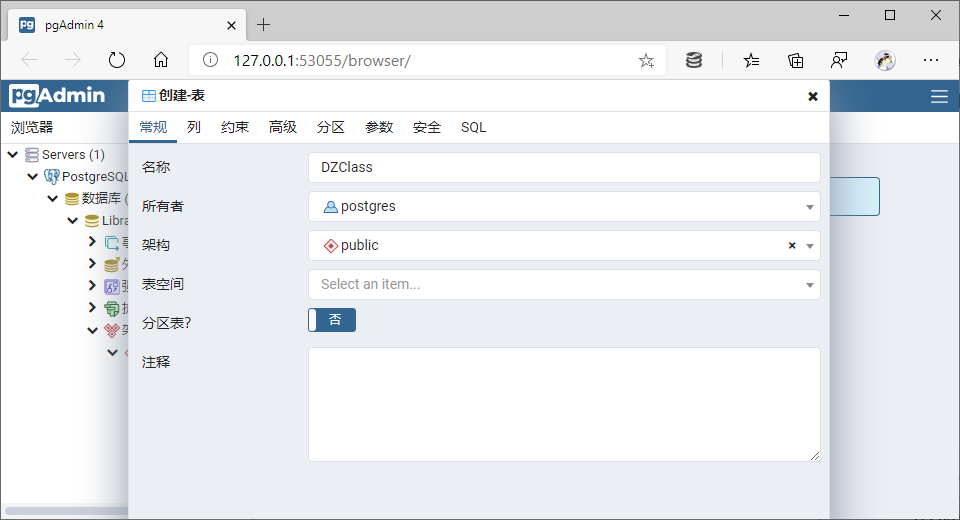 pgAdmin 4
127.0.0.1:53055/browser/
pgAdmin
创建-表
浏览器
常规 列 约束 高级 分区 参数 安全 SQL
Servers (1)
PostgreSQL
数据库 (
Libra
名称 DZClass
所有者 postgres
架构 public
表空间 Select an item...
分区表? 否
注释